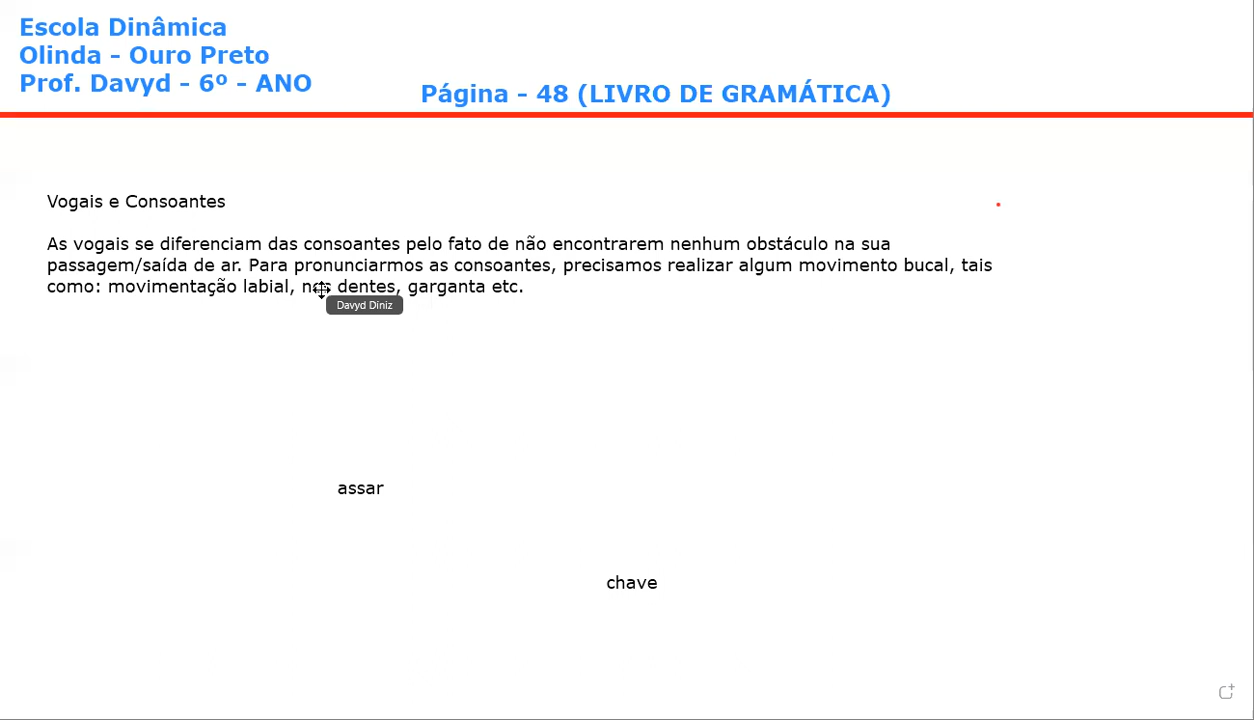 Escola Dinâmica
Olinda - Ouro Preto
Prof. Davyd - 6º - ANO
Página - 48 (LIVRO DE GRAMÁTICA)
Vogais e Consoantes
As vogais se diferenciam das consoantes pelo fato de não encontrarem nenhum obstáculo na sua
passagem/saída de ar. Para pronunciarmos as consoantes, precisamos realizar algum movimento bucal, tais
como: movimentação labial, nos dentes, garganta etc.
Davyd Diniz
assar
chave